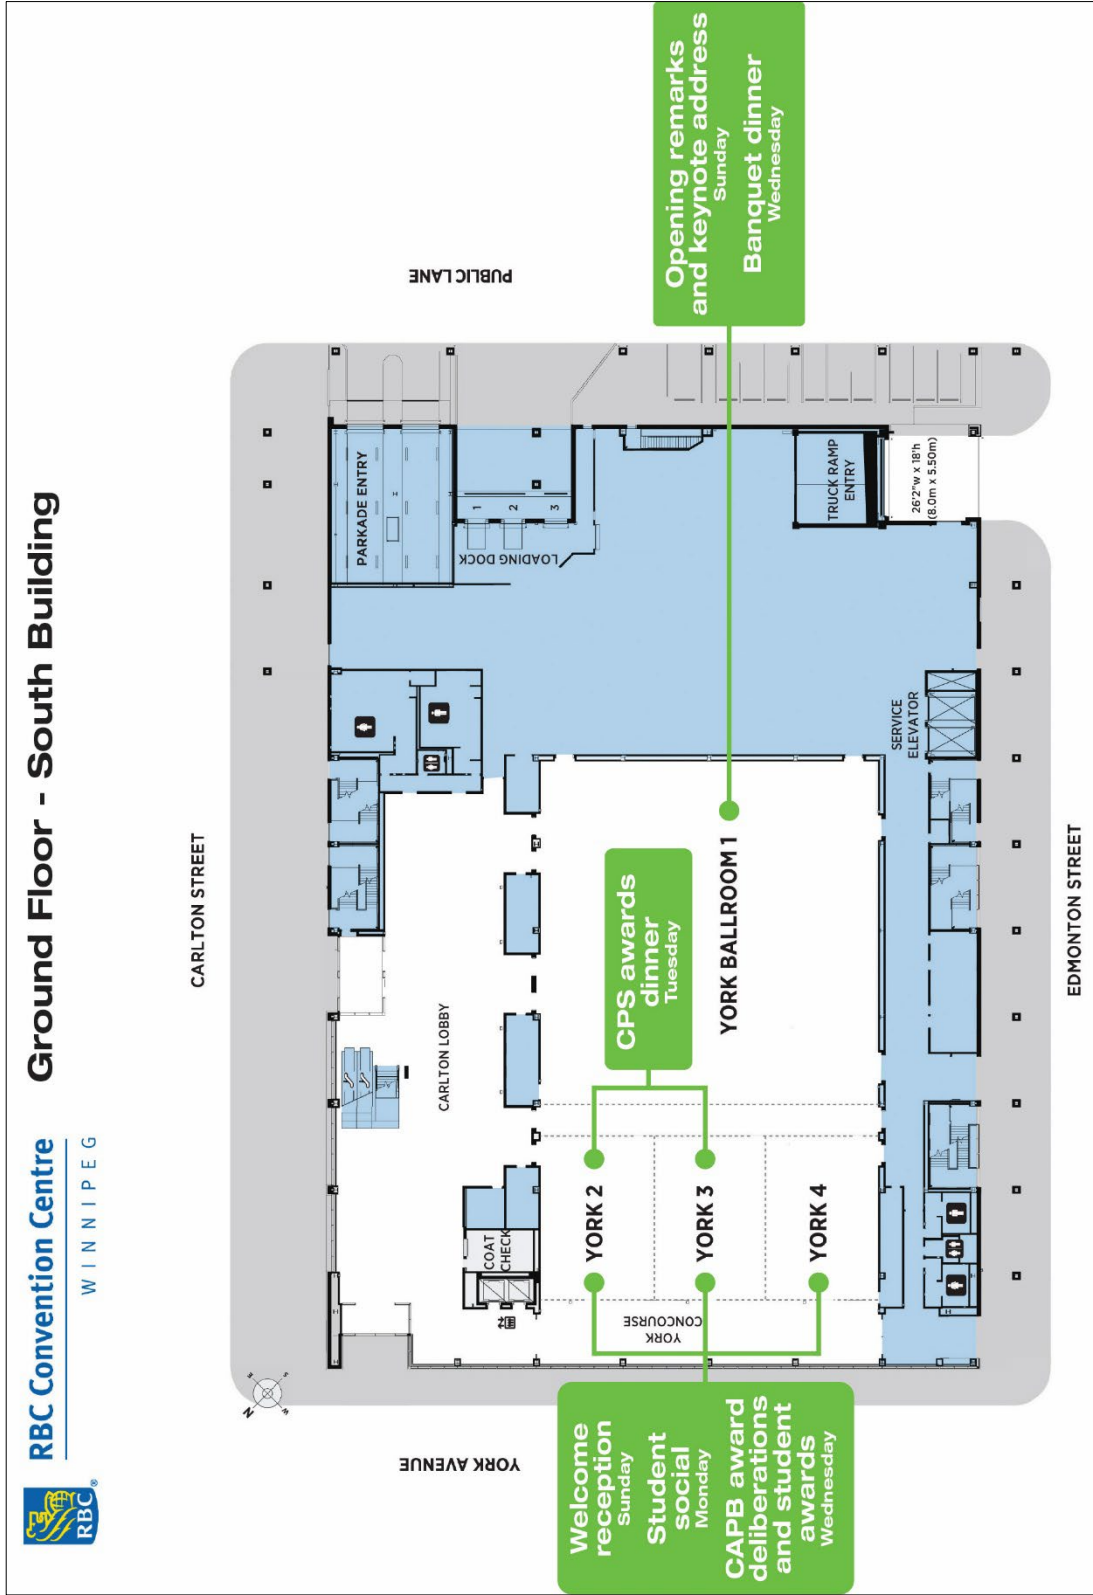 RBC®
RBC Convention Centre
WINNIPEG
Ground Floor - South Building
CARLTON STREET
PUBLIC LANE
YORK AVENUE
EDMONTON STREET
N
E
S
W
PARKADE ENTRY
1
2
3
LOADING DOCK
TRUCK RAMP
ENTRY
26'2"w x 18'h
(8.0m x 5.50m)
SERVICE
ELEVATOR
CARLTON LOBBY
COAT
CHECK
YORK
CONCOURSE
YORK 2
YORK 3
YORK 4
YORK BALLROOM 1
Welcome
reception
Sunday
Student
social
Monday
CAPB award
deliberations
and student
awards
Wednesday
CPS awards
dinner
Tuesday
Opening remarks
and keynote address
Sunday
Banquet dinner
Wednesday